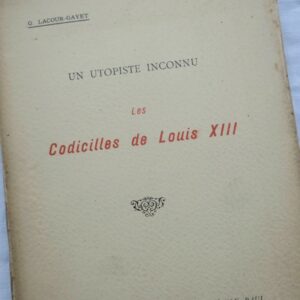 G. LACOUR-GAYET
UN UTOPISTE INCONNU
Les
Codicilles de Louis XIII